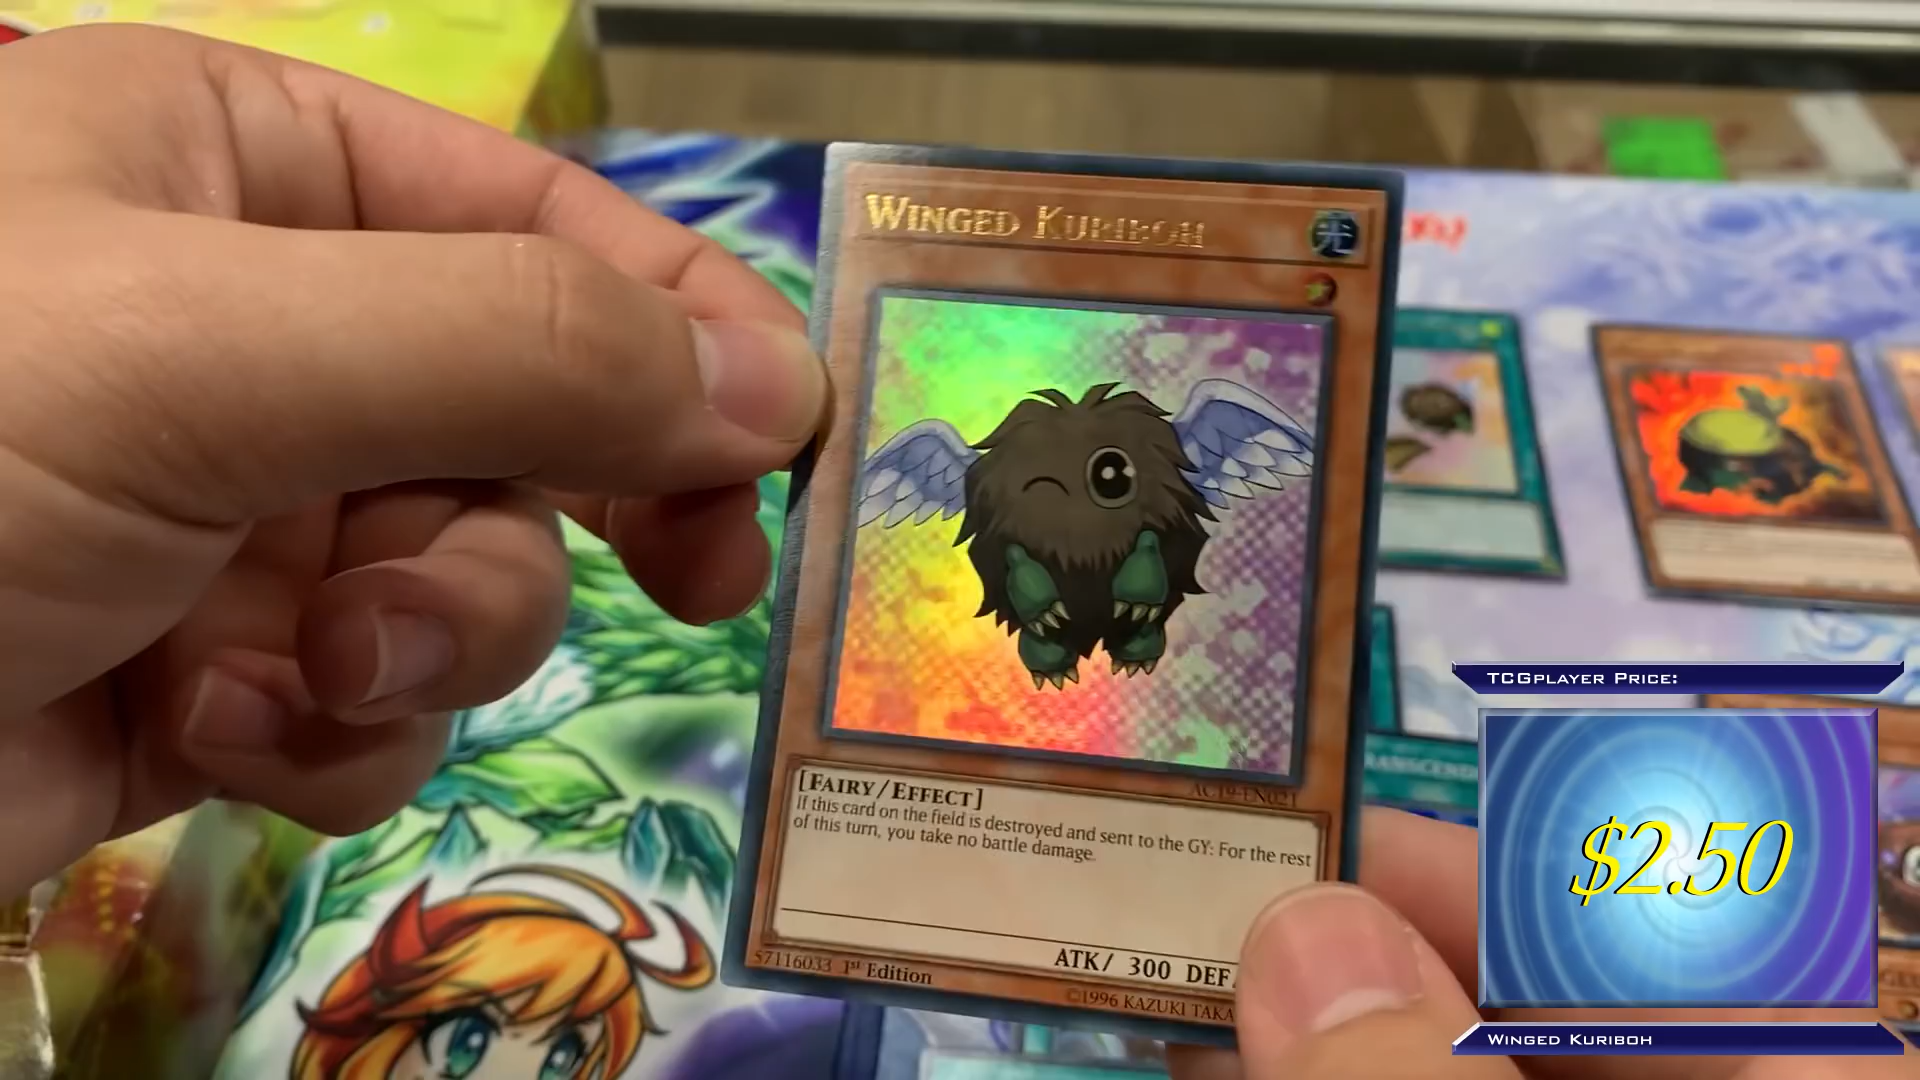 WINGED KURIBOH
光
AC19-EN021
[FAIRY/EFFECT]
If this card on the field is destroyed and sent to the GY: For the rest
of this turn, you take no battle damage.
ATK/ 300 DEF
57116033 1st Edition
©1996 KAZUKI TAKA
TCGPLAYER PRICE:
$2.50
WINGED KURIBOH